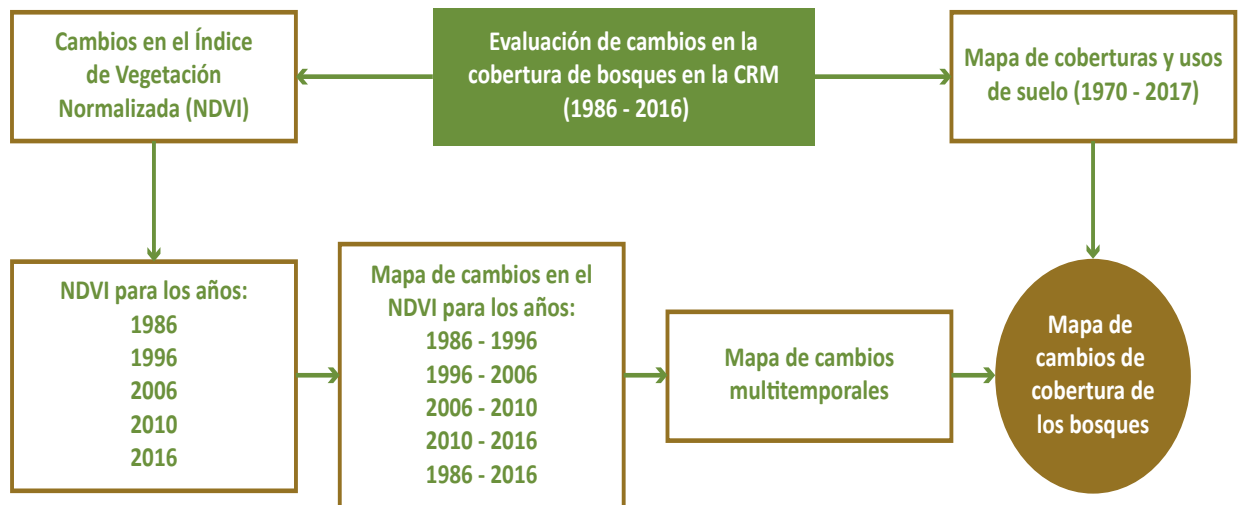 Cambios en el Índice
de Vegetación
Normalizada (NDVI)
Evaluación de cambios en la
cobertura de bosques en la CRM
(1986 - 2016)
Mapa de coberturas y usos
de suelo (1970 - 2017)
NDVI para los años:
1986
1996
2006
2010
2016
Mapa de cambios en el
NDVI para los años:
1986 - 1996
1996 - 2006
2006 - 2010
2010 - 2016
1986 - 2016
Mapa de cambios
multitemporales
Mapa de
cambios de
cobertura de
los bosques